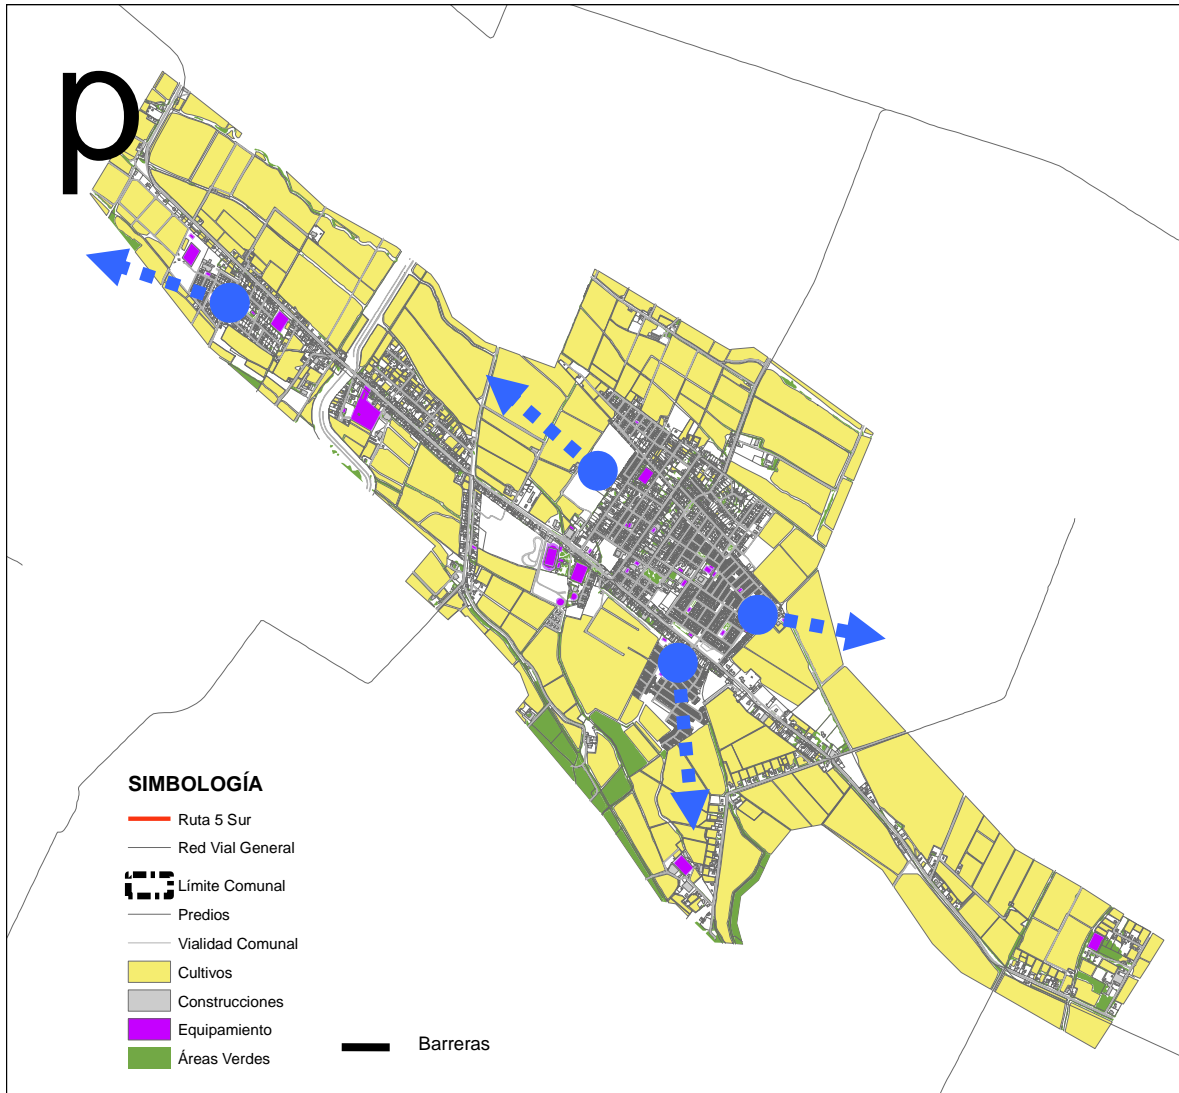 p
SIMBOLOGÍA
Ruta 5 Sur
Red Vial General
Límite Comunal
Predios
Vialidad Comunal
Cultivos
Construcciones
Equipamiento
Áreas Verdes
Barreras